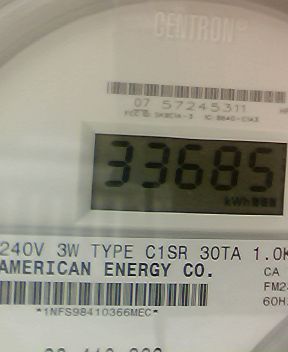 CENTRON®
07 57245311
33685
kWh
240V 3W TYPE C1SR 30TA 1.0K
AMERICAN ENERGY CO.
CA
FM2
60H
*1NFS98410366MEC*